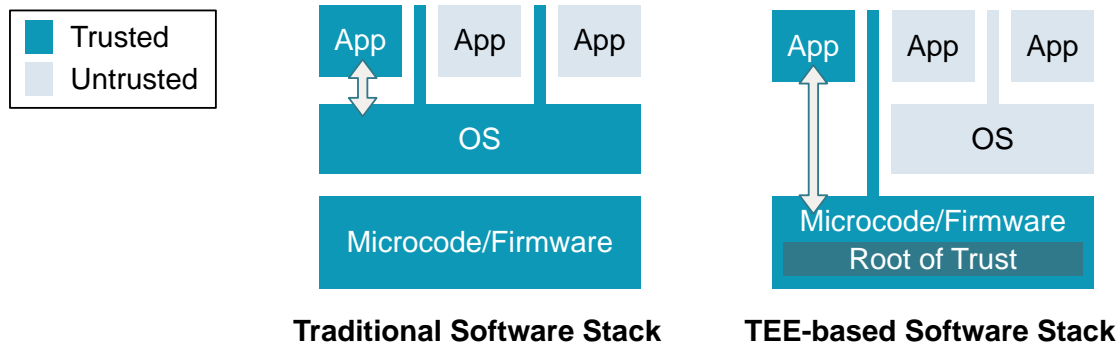 Trusted
Untrusted
App
App
App
OS
Microcode/Firmware
Traditional Software Stack
App
App
App
OS
Microcode/Firmware
Root of Trust
TEE-based Software Stack